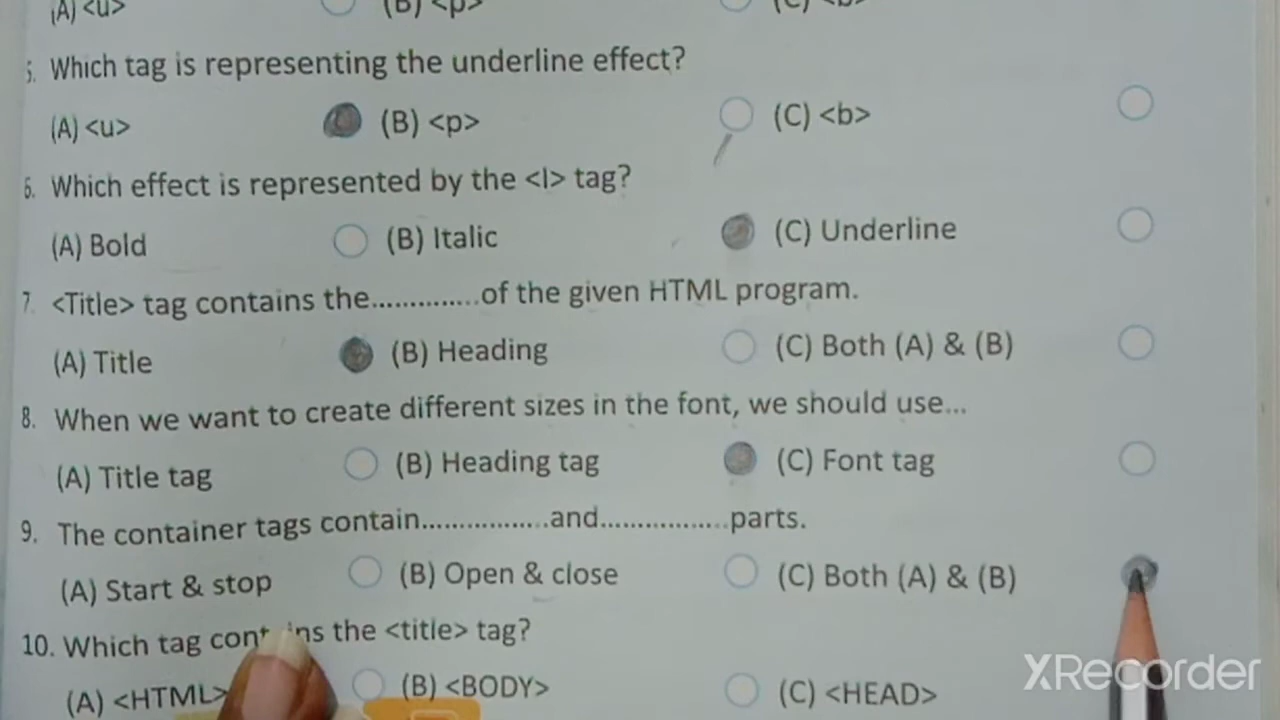 (A) <u> (B) <p> (C) <b>
5. Which tag is representing the underline effect?
(A) <u> (B) <p> (C) <b>
6. Which effect is represented by the <I> tag?
(A) Bold (B) Italic (C) Underline
7. <Title> tag contains the..............of the given HTML program.
(A) Title (B) Heading (C) Both (A) & (B)
8. When we want to create different sizes in the font, we should use...
(A) Title tag (B) Heading tag (C) Font tag
9. The container tags contain.................and.................parts.
(A) Start & stop (B) Open & close (C) Both (A) & (B)
10. Which tag contains the <title> tag?
(A) <HTML> (B) <BODY> (C) <HEAD>
XRecorder